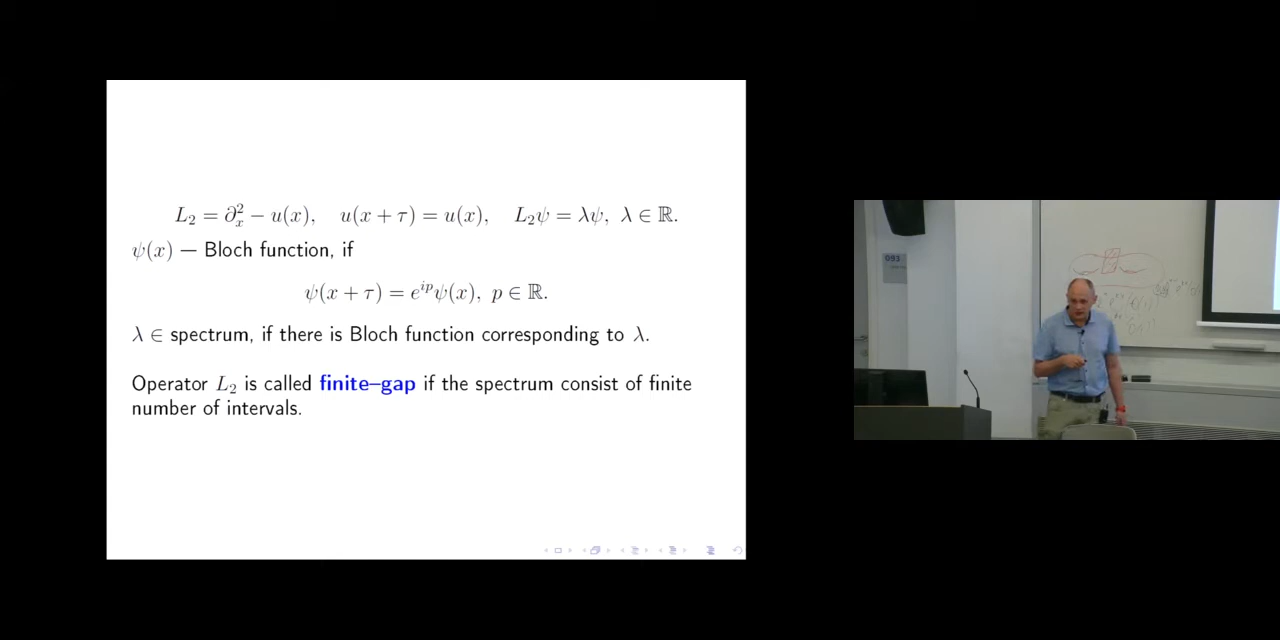 L₂ = ∂ₓ² − u(x),   u(x + τ) = u(x),   L₂ψ = λψ, λ ∈ ℝ.
ψ(x) — Bloch function, if
ψ(x + τ) = e^{ip}ψ(x), p ∈ ℝ.
λ ∈ spectrum, if there is Bloch function corresponding to λ.
Operator L₂ is called finite–gap if the spectrum consist of finite
number of intervals.